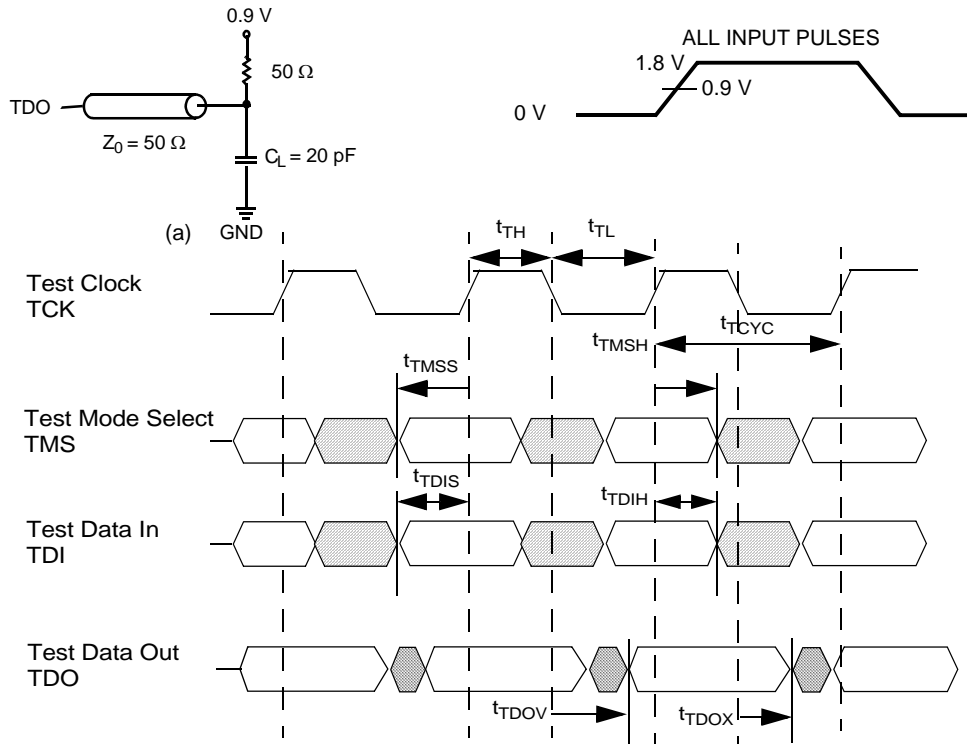 0.9 V
ALL INPUT PULSES
50 Ω
1.8 V
0.9 V
TDO
0 V
Z0 = 50 Ω
CL = 20 pF
(a)
GND
tTH
tTL
Test Clock
TCK
tTCYC
tTMSH
tTMSS
Test Mode Select
TMS
tTDIS
tTDIH
Test Data In
TDI
Test Data Out
TDO
tTDOV
tTDOX